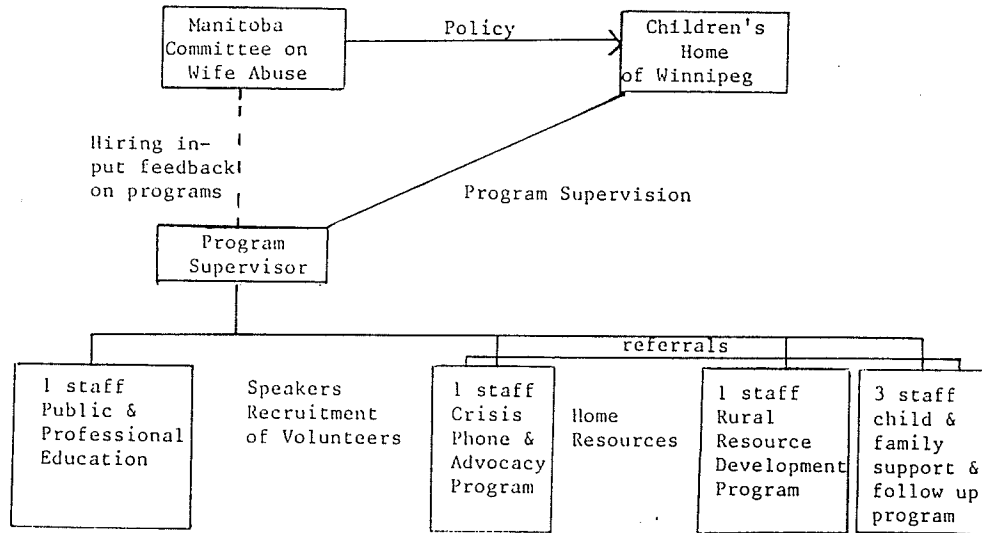 Manitoba
Committee on
Wife Abuse
Policy
Children's
Home
of Winnipeg
Hiring in-
put feedback
on programs
Program Supervision
Program
Supervisor
referrals
1 staff
Public &
Professional
Education
Speakers
Recruitment
of Volunteers
1 staff
Crisis
Phone &
Advocacy
Program
Home
Resources
1 staff
Rural
Resource
Development
Program
3 staff
child &
family
support &
follow up
program